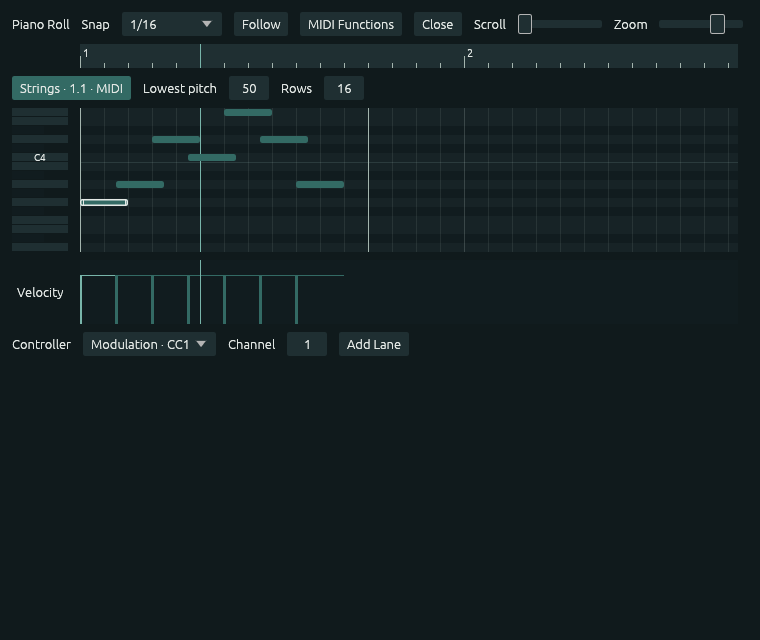 Piano Roll Snap 1/16 Follow MIDI Functions Close Scroll Zoom
1 2
Strings · 1.1 · MIDI Lowest pitch 50 Rows 16
C4
Velocity
Controller Modulation · CC1 Channel 1 Add Lane